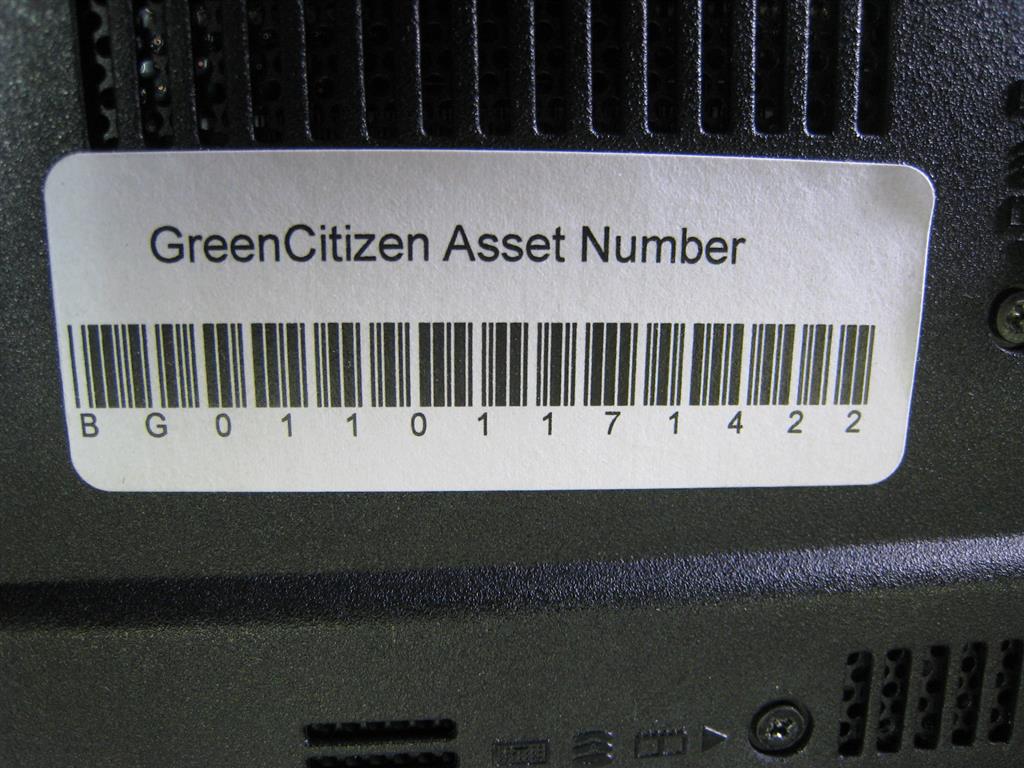 GreenCitizen Asset Number
B G 0 1 1 0 1 1 7 1 4 2 2